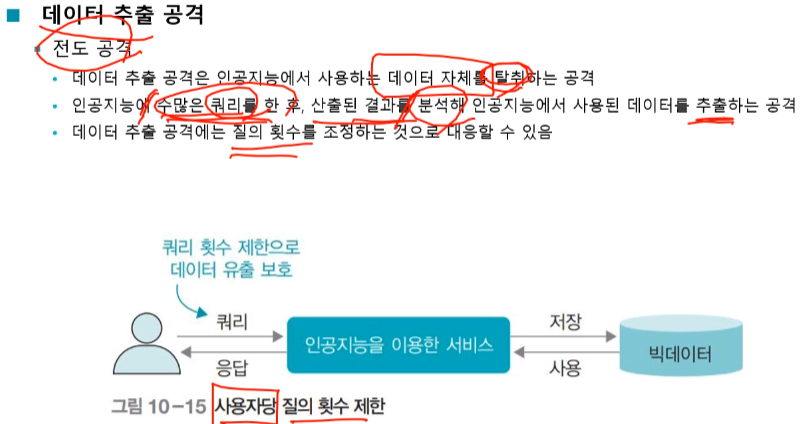 데이터 추출 공격
전도 공격
데이터 추출 공격은 인공지능에서 사용하는 데이터 자체를 탈취하는 공격
인공지능에 수많은 쿼리를 한 후, 산출된 결과를 분석해 인공지능에서 사용된 데이터를 추출하는 공격
데이터 추출 공격에는 질의 횟수를 조정하는 것으로 대응할 수 있음
쿼리 횟수 제한으로
데이터 유출 보호
쿼리
응답
인공지능을 이용한 서비스
저장
사용
빅데이터
그림 10-15 사용자당 질의 횟수 제한